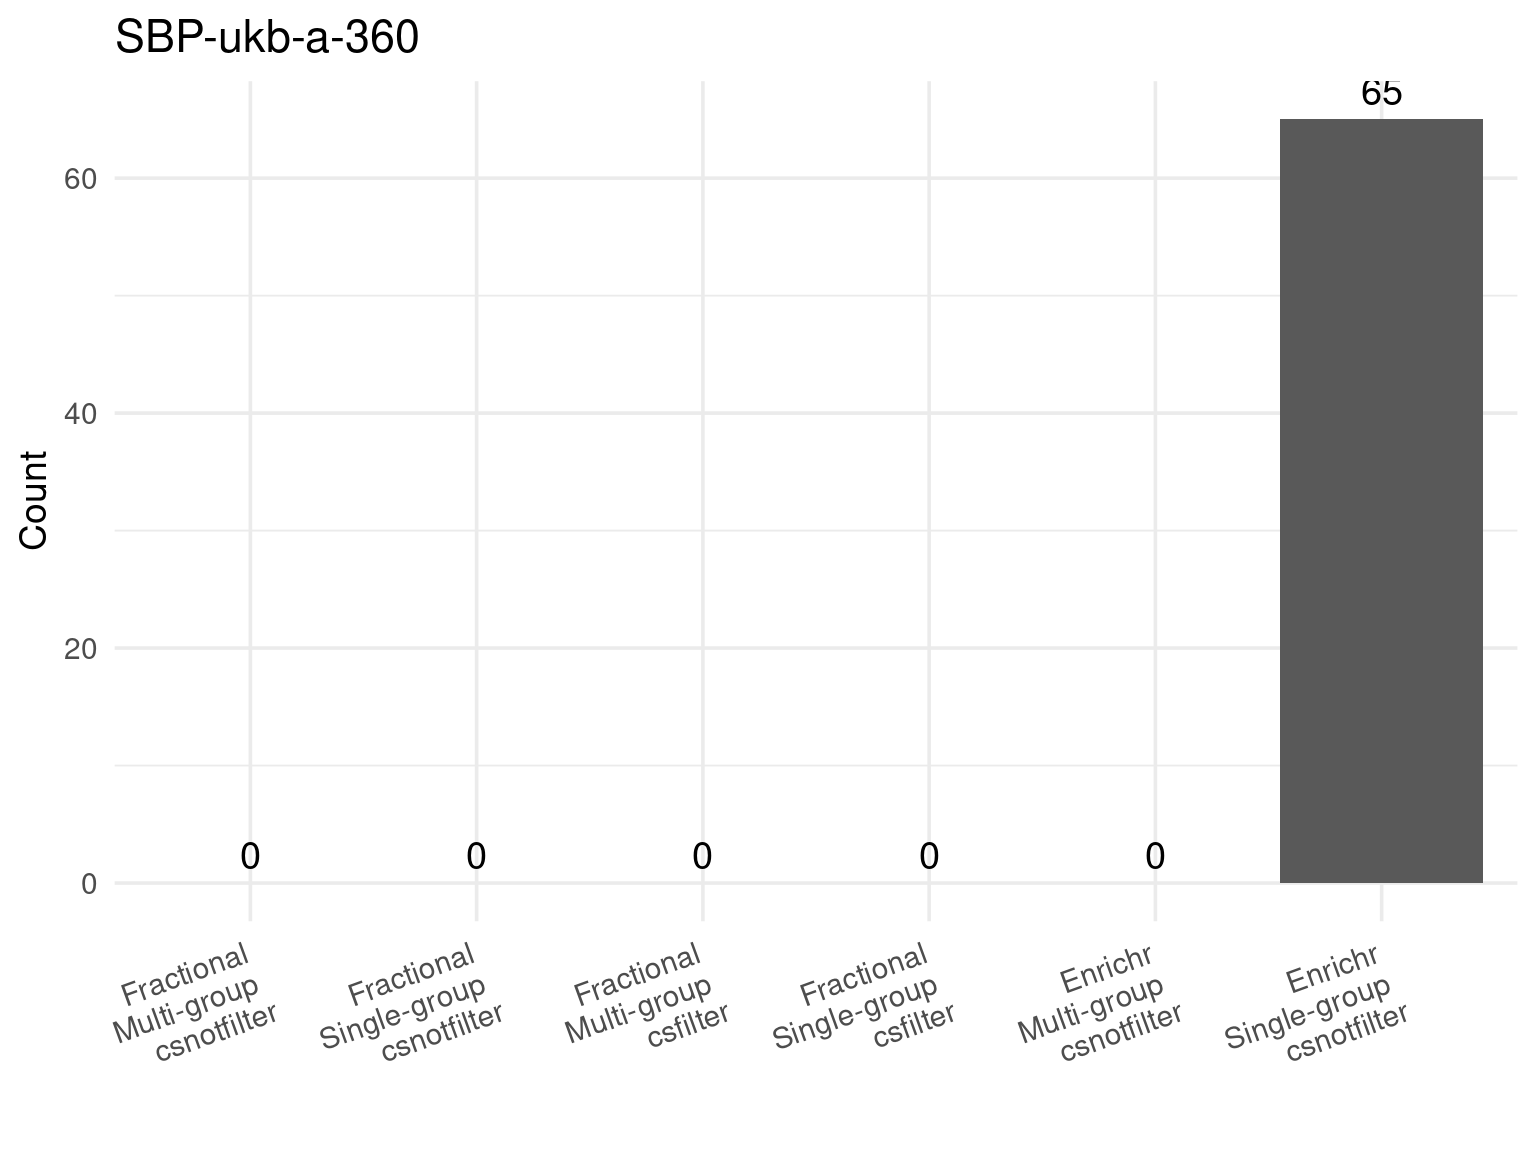 SBP-ukb-a-360
65
60
40
20
0
Count
0
0
0
0
0
Fractional
Multi-group
csnotfilter
Fractional
Single-group
csnotfilter
Fractional
Multi-group
csfilter
Fractional
Single-group
csfilter
Enrichr
Multi-group
csnotfilter
Enrichr
Single-group
csnotfilter